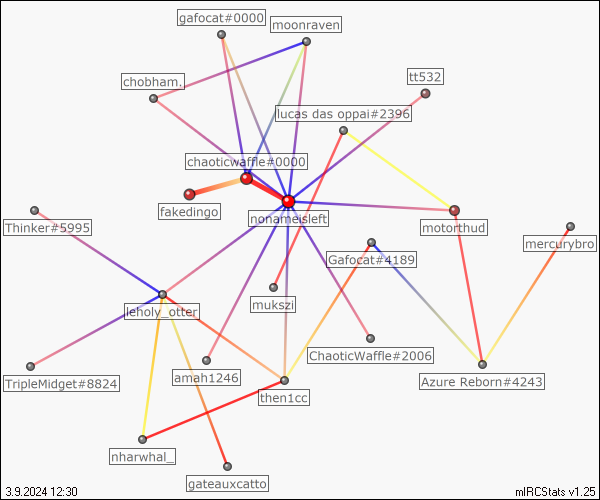 gafocat#0000
moonraven
tt532
chobham.
lucas das oppai#2396
chaoticwaffle#0000
fakedingo
nonameisleft
Thinker#5995
motorthud
mercurybro
Gafocat#4189
mukszi
leholy_otter
ChaoticWaffle#2006
TripleMidget#8824
amah1246
Azure Reborn#4243
then1cc
nharwhal_
gateauxcatto
3.9.2024 12:30
mIRCStats v1.25